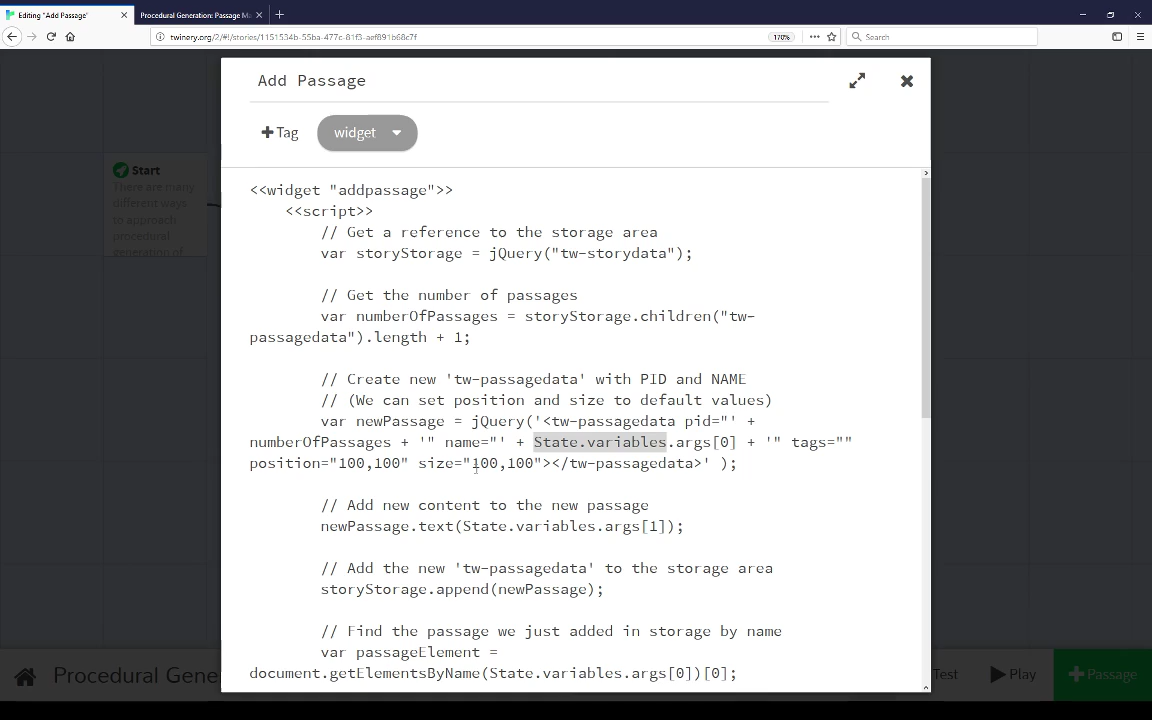 Editing "Add Passage"
Procedural Generation: Passage Ma
twinery.org/2/#!/stories/1151534b-55ba-477c-81f3-aef891b68c7f
170%
Search
Add Passage
Tag
widget
Start
There are many
different ways
to approach
procedural
generation of
<<widget "addpassage">>
<<script>>
// Get a reference to the storage area
var storyStorage = jQuery("tw-storydata");
// Get the number of passages
var numberOfPassages = storyStorage.children("tw-
passagedata").length + 1;
// Create new 'tw-passagedata' with PID and NAME
// (We can set position and size to default values)
var newPassage = jQuery('<tw-passagedata pid="' +
numberOfPassages + '" name="' + State.variables.args[0] + '" tags=""
position="100,100" size="100,100"></tw-passagedata>' );
// Add new content to the new passage
newPassage.text(State.variables.args[1]);
// Add the new 'tw-passagedata' to the storage area
storyStorage.append(newPassage);
// Find the passage we just added in storage by name
var passageElement =
document.getElementsByName(State.variables.args[0])[0];
Procedural Gene
Test
Play
Passage